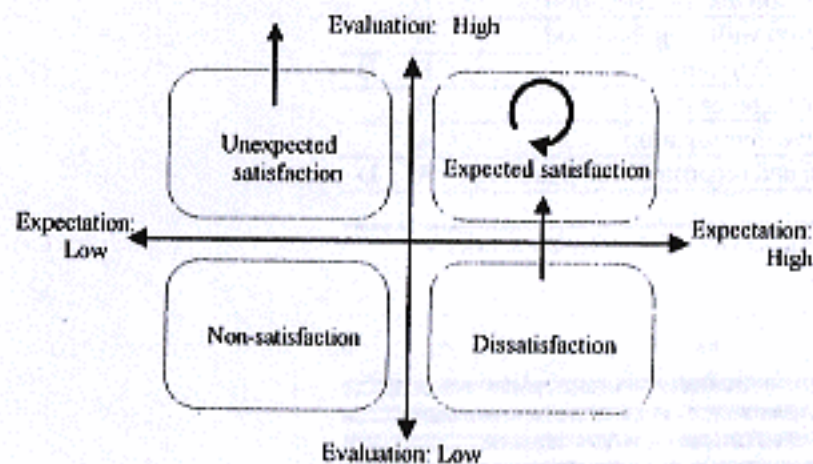 Evaluation: High
Unexpected
satisfaction
Expected satisfaction
Expectation:
Low
Expectation:
High
Non-satisfaction
Dissatisfaction
Evaluation: Low